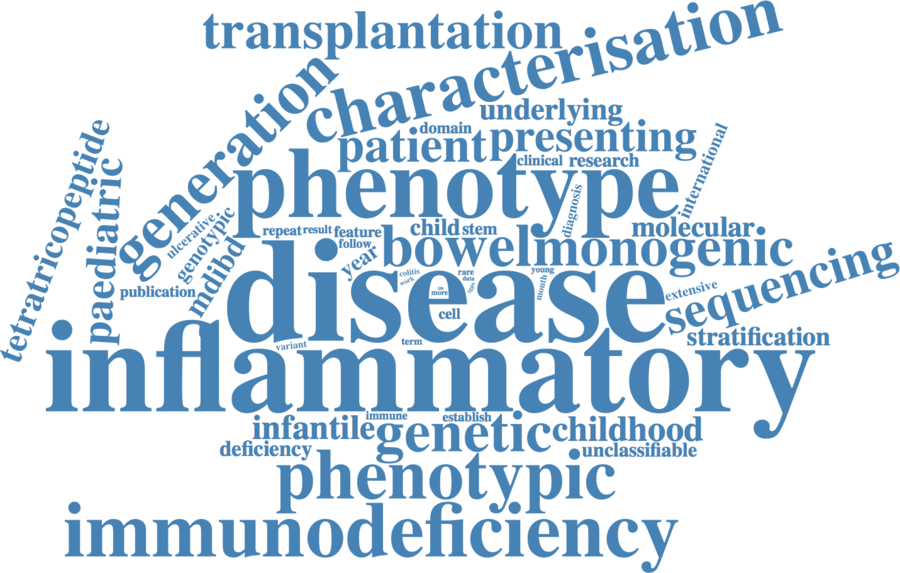 transplantation
characterisation
generation
underlying
domain
patient
presenting
clinical research
international
tetratricopeptide
paediatric
phenotype
diagnosis
ulcerative
genotypic
mdibd
repeat result feature
child stem
molecular
follow
year
bowel
monogenic
publication
disease
colitis
work
on
more
rare
data
young
month
cell
extensive
sequencing
stratification
variant
term
inflammatory
immune
establish
infantile
genetic
childhood
deficiency
unclassifiable
phenotypic
immunodeficiency